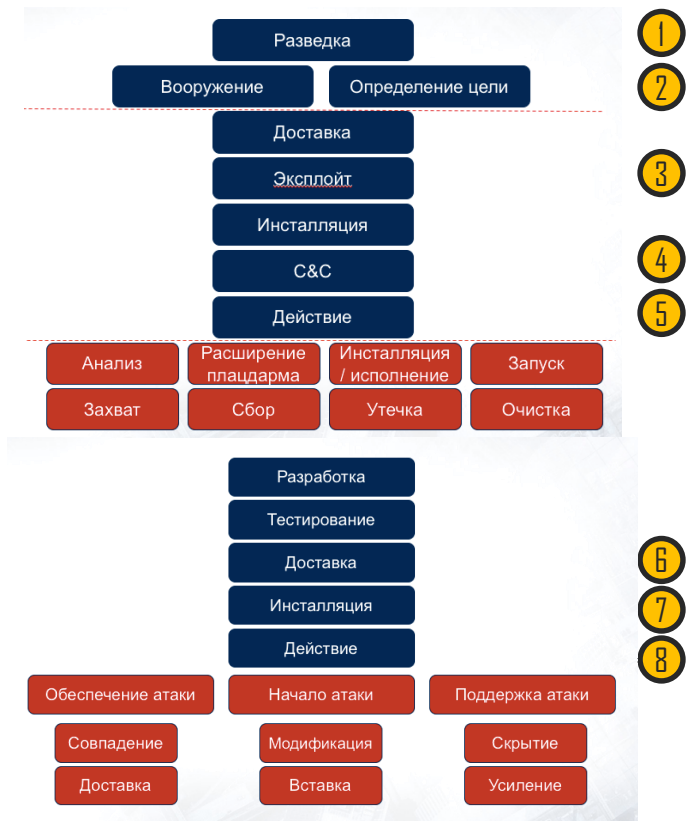 Разведка
1
Вооружение
Определение цели
2
Доставка
Эксплойт
3
Инсталляция
C&C
4
Действие
5
Анализ
Расширение
плацдарма
Инсталляция
/ исполнение
Запуск
Захват
Сбор
Утечка
Очистка
Разработка
Тестирование
Доставка
6
Инсталляция
7
Действие
8
Обеспечение атаки
Начало атаки
Поддержка атаки
Совпадение
Модификация
Скрытие
Доставка
Вставка
Усиление